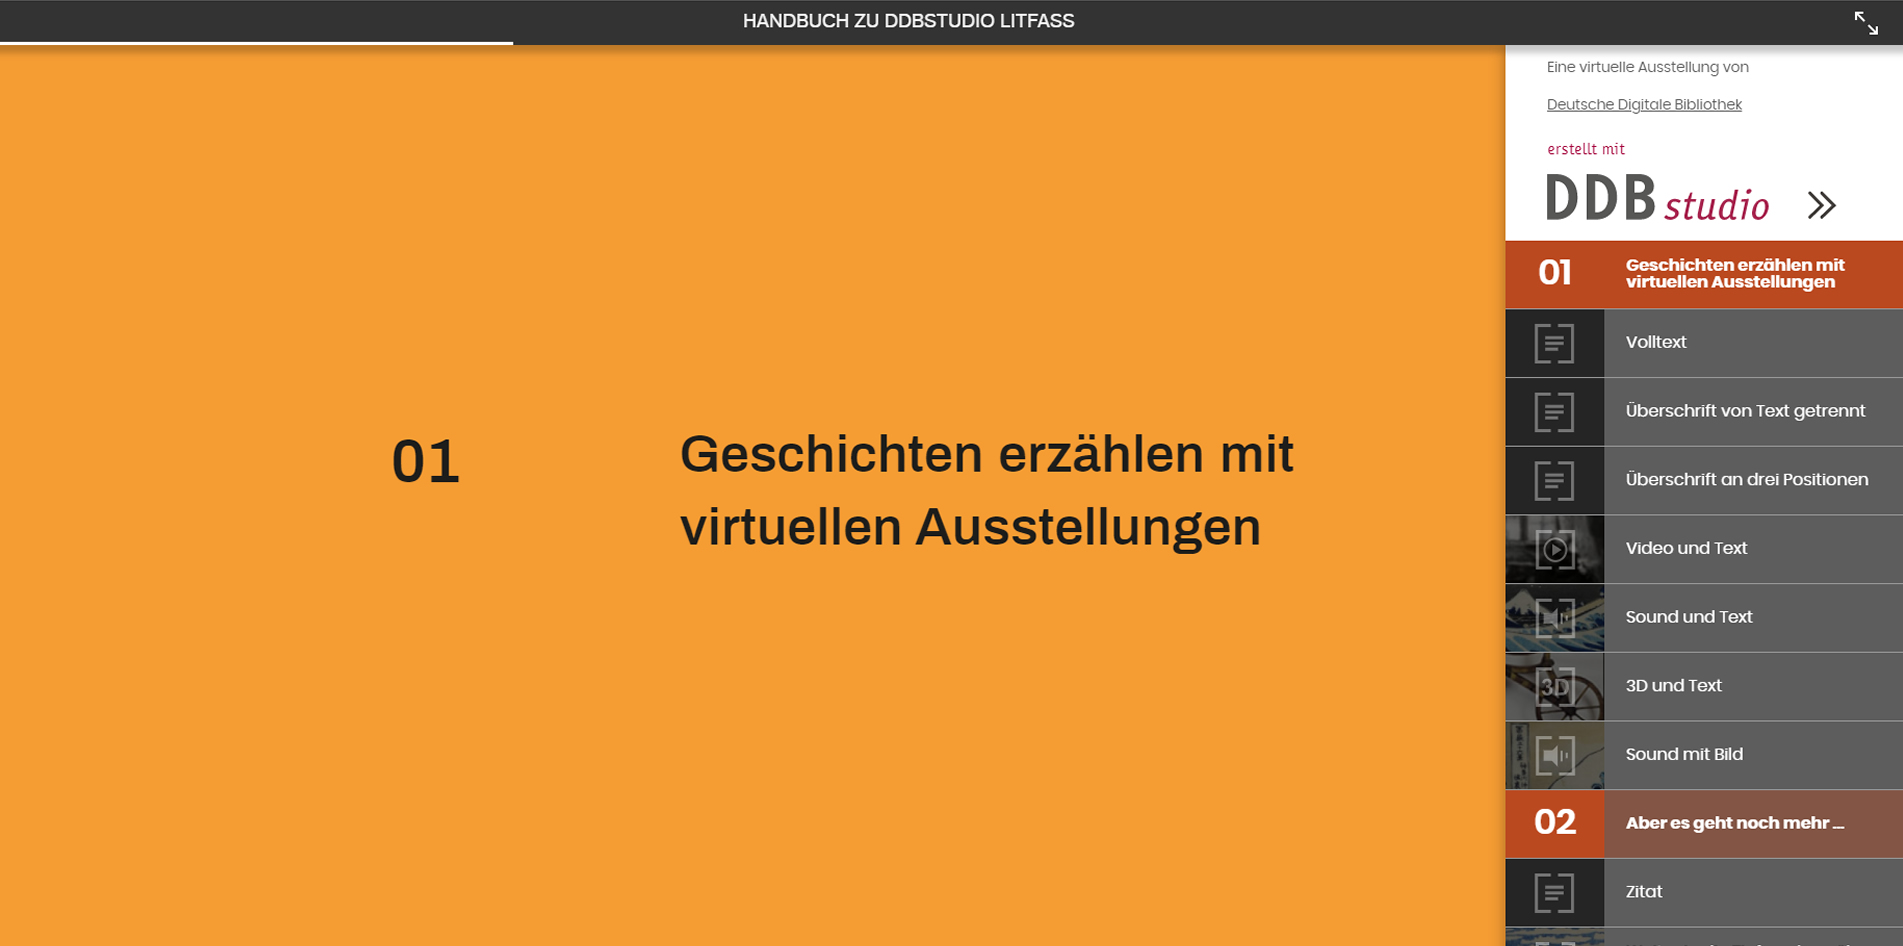 HANDBUCH ZU DDBSTUDIO LITFASS
01
Geschichten erzählen mit
virtuellen Ausstellungen
Eine virtuelle Ausstellung von
Deutsche Digitale Bibliothek
erstellt mit
DDBstudio
01
Geschichten erzählen mit
virtuellen Ausstellungen
Volltext
Überschrift von Text getrennt
Überschrift an drei Positionen
Video und Text
Sound und Text
3D
3D und Text
Sound mit Bild
02
Aber es geht noch mehr ...
Zitat